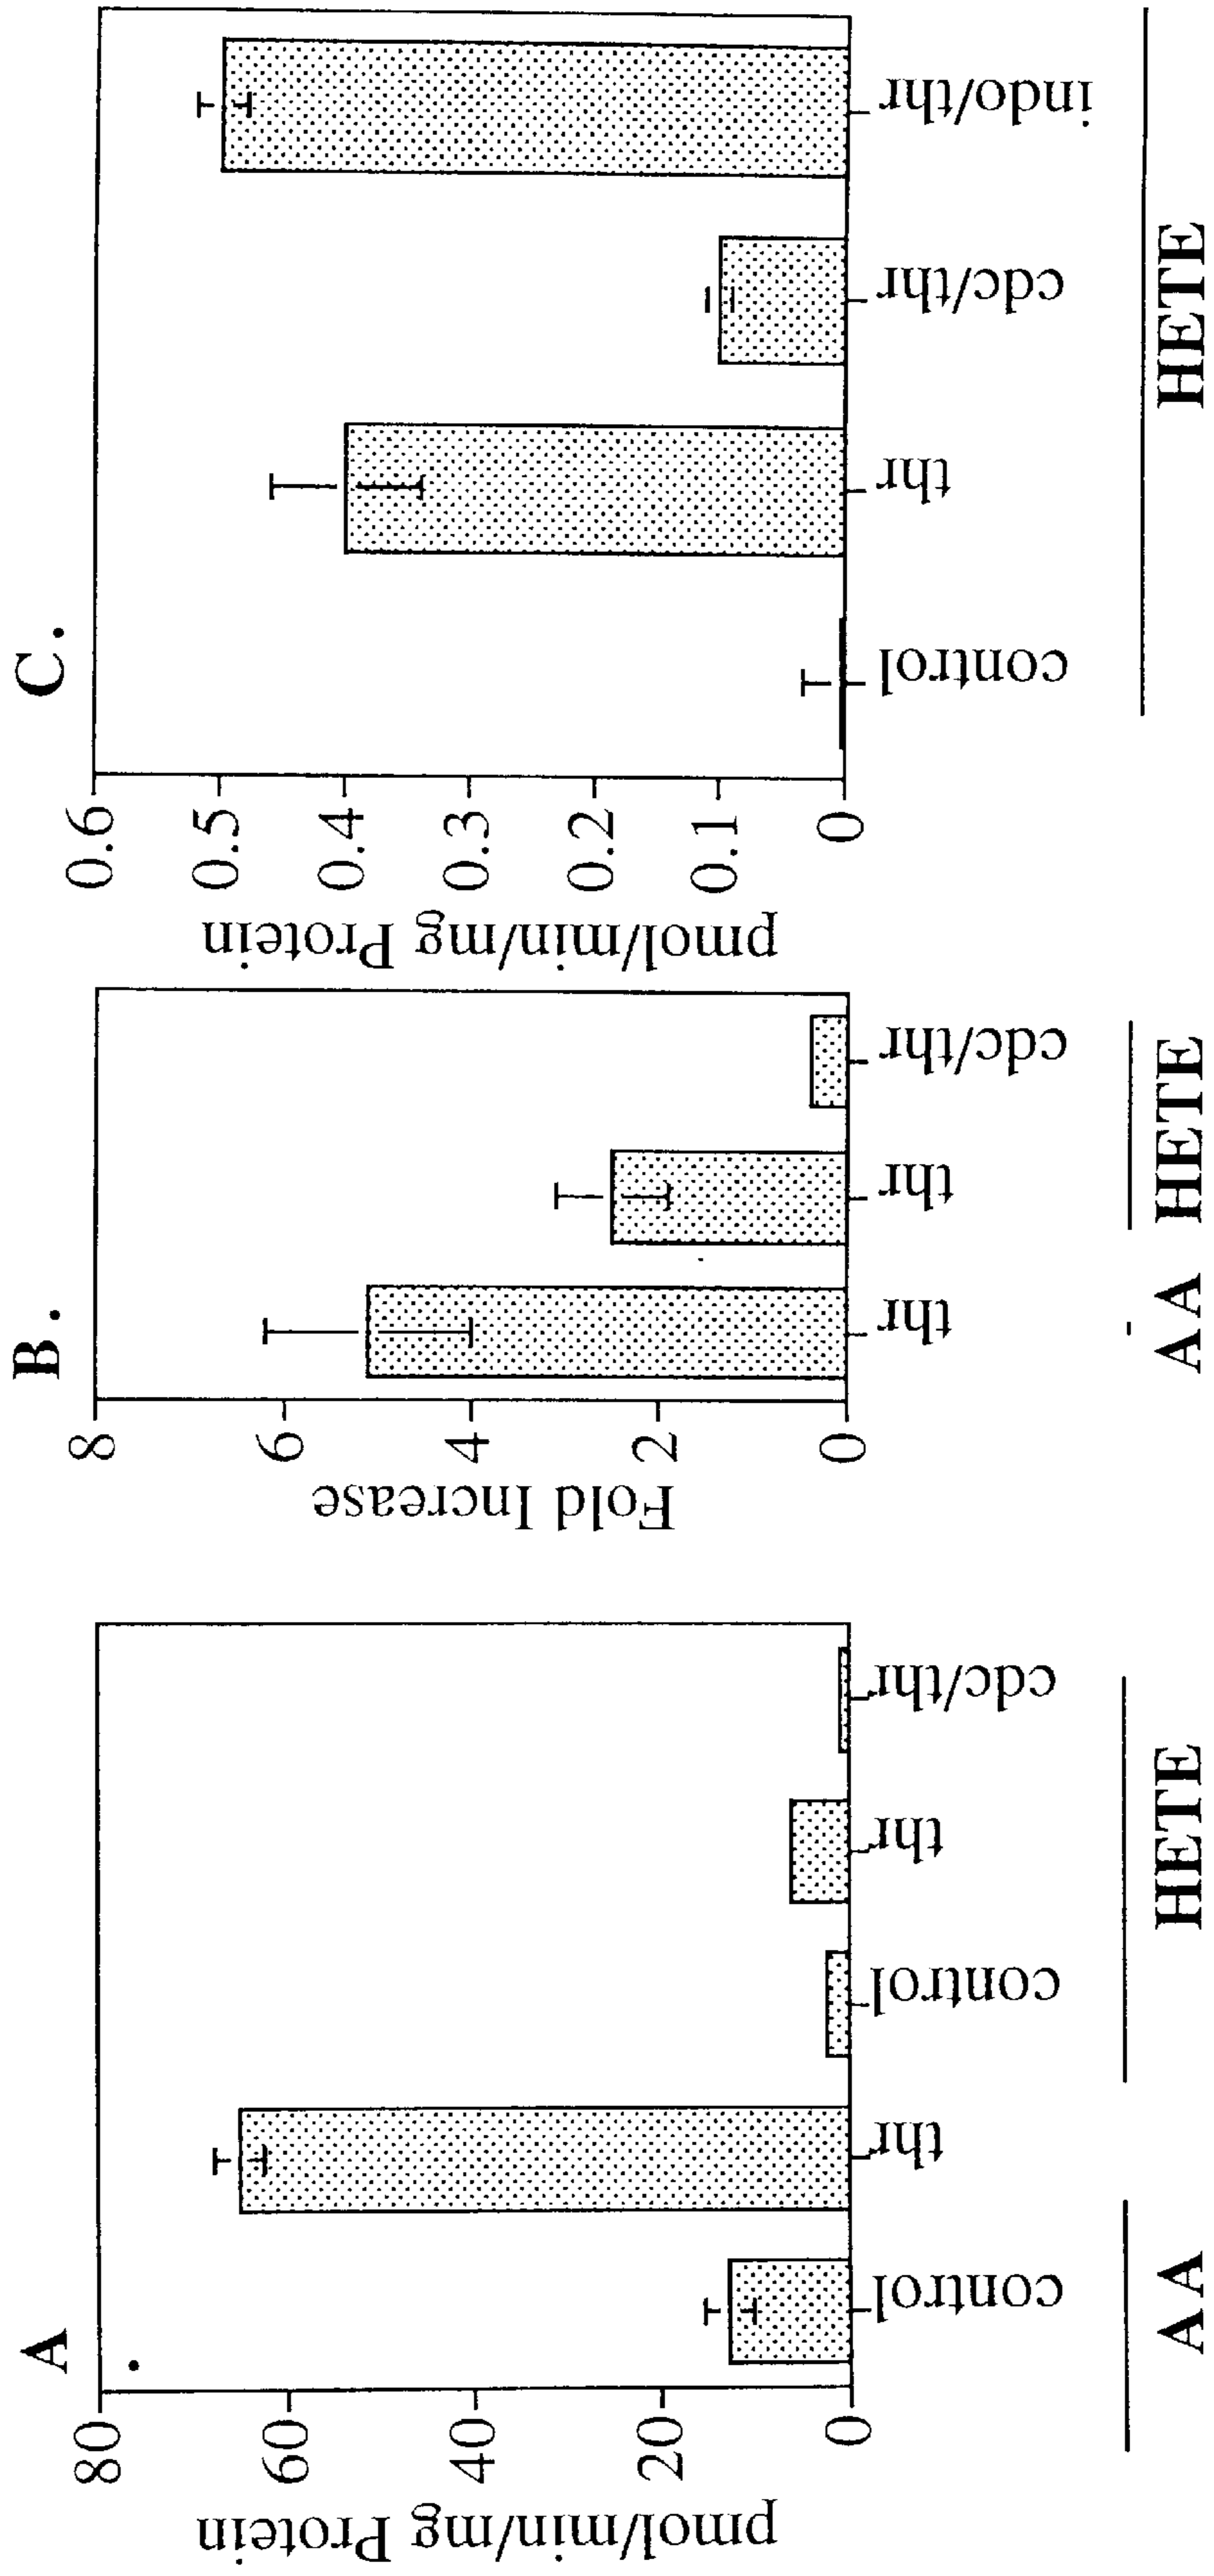 A
.
pmol/min/mg Protein
80
60
40
20
0
control
thr
control
thr
cdc/thr
AA
HETE
B.
Fold Increase
8
6
4
2
0
thr
thr
cdc/thr
AA
HETE
C.
pmol/min/mg Protein
0.6
0.5
0.4
0.3
0.2
0.1
0
control
thr
cdc/thr
indo/thr
HETE